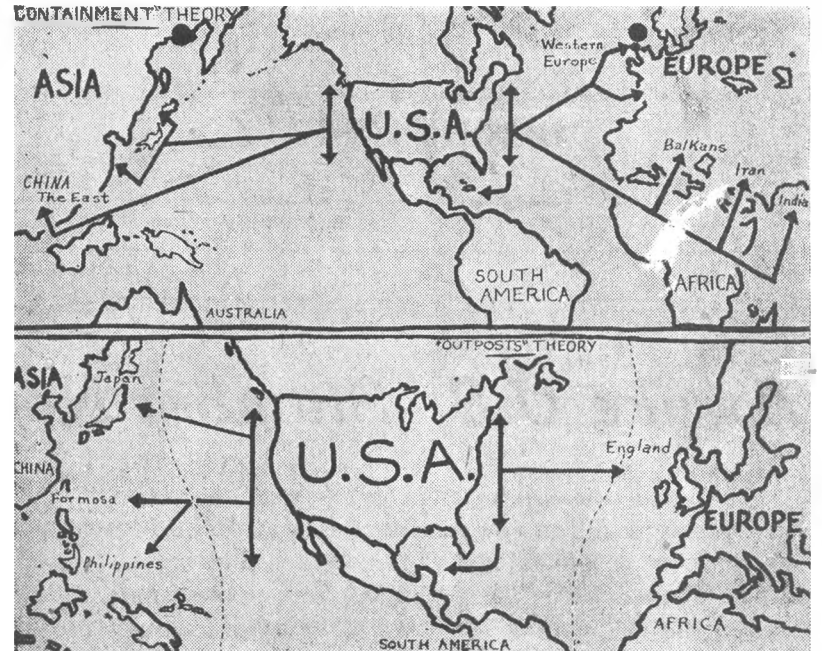 "CONTAINMENT" THEORY
ASIA
Western
Europe
EUROPE
U.S.A.
Balkans
Iran
India
CHINA
The East
SOUTH
AMERICA
AFRICA
AUSTRALIA
"OUTPOSTS" THEORY
ASIA
Japan
U.S.A.
England
CHINA
Formosa
EUROPE
Philippines
AFRICA
SOUTH AMERICA